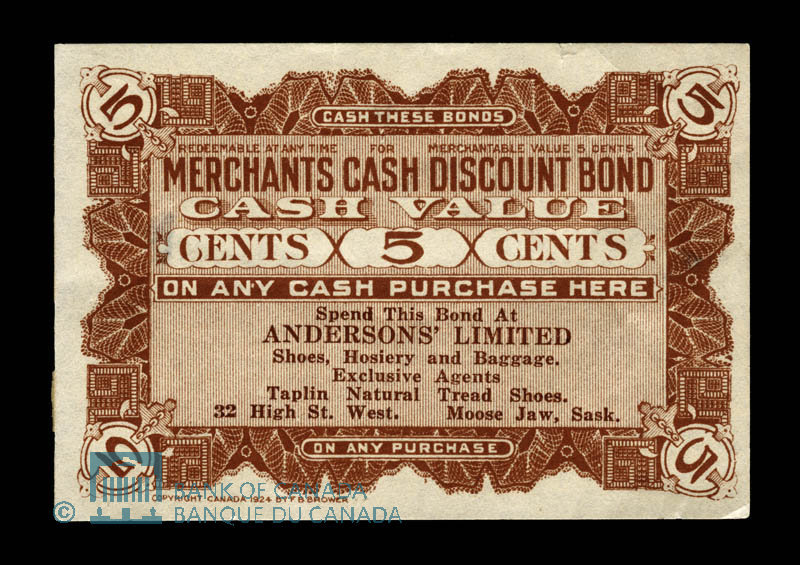 5 5
CASH THESE BONDS
REDEEMABLE AT ANY TIME FOR MERCHANTABLE VALUE 5 CENTS
MERCHANTS CASH DISCOUNT BOND
CASH VALUE
CENTS 5 CENTS
ON ANY CASH PURCHASE HERE
Spend This Bond At
ANDERSONS' LIMITED
Shoes, Hosiery and Baggage.
Exclusive Agents
Taplin Natural Tread Shoes.
32 High St. West. Moose Jaw, Sask.
5 5
ON ANY PURCHASE
COPYRIGHT CANADA 1924 BY F B BROWER
BANK OF CANADA
© BANQUE DU CANADA